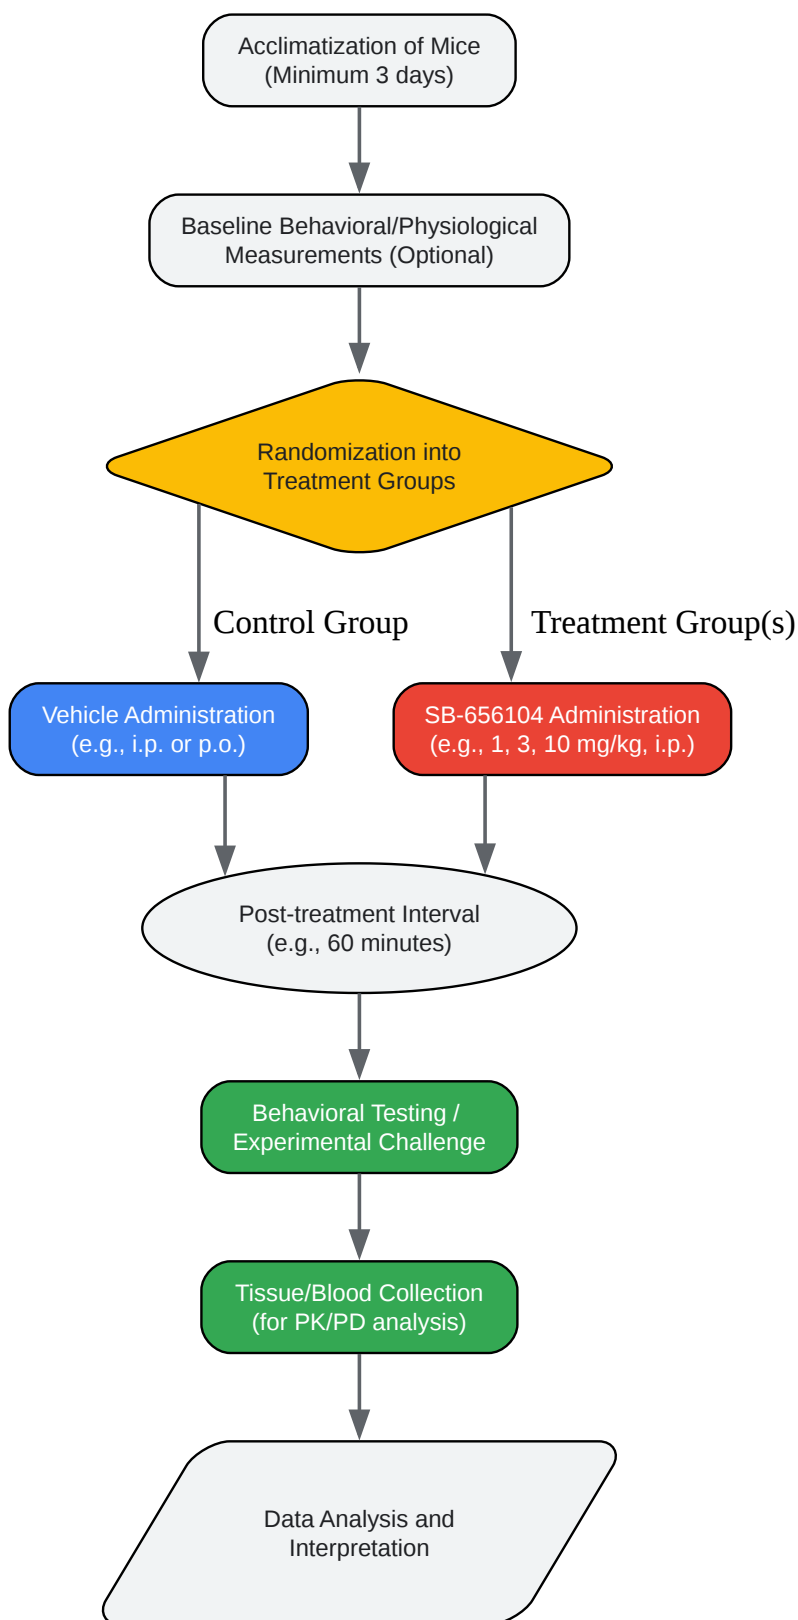 Acclimatization of Mice
(Minimum 3 days)
Baseline Behavioral/Physiological
Measurements (Optional)
Randomization into
Treatment Groups
Control Group
Treatment Group(s)
Vehicle Administration
(e.g., i.p. or p.o.)
SB-656104 Administration
(e.g., 1, 3, 10 mg/kg, i.p.)
Post-treatment Interval
(e.g., 60 minutes)
Behavioral Testing /
Experimental Challenge
Tissue/Blood Collection
(for PK/PD analysis)
Data Analysis and
Interpretation